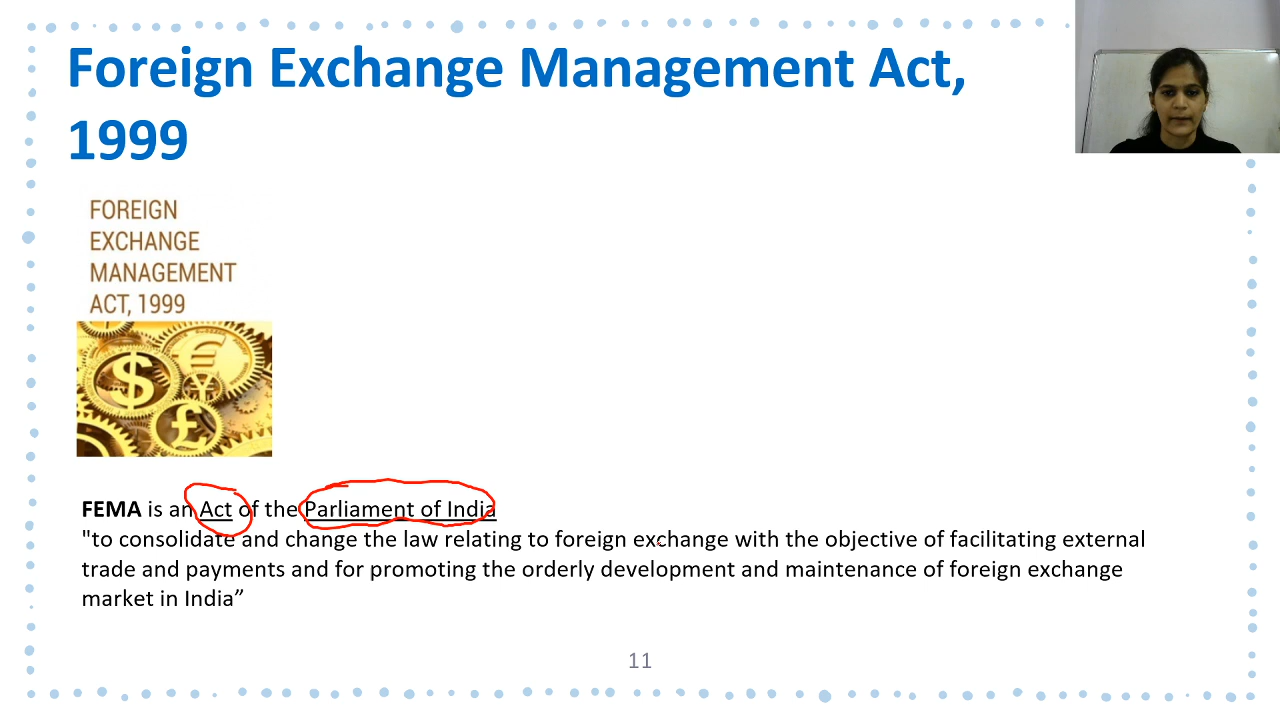 Foreign Exchange Management Act,
1999
FOREIGN
EXCHANGE
MANAGEMENT
ACT, 1999
$ € ¥ £
FEMA is an Act of the Parliament of India
"to consolidate and change the law relating to foreign exchange with the objective of facilitating external
trade and payments and for promoting the orderly development and maintenance of foreign exchange
market in India”
11